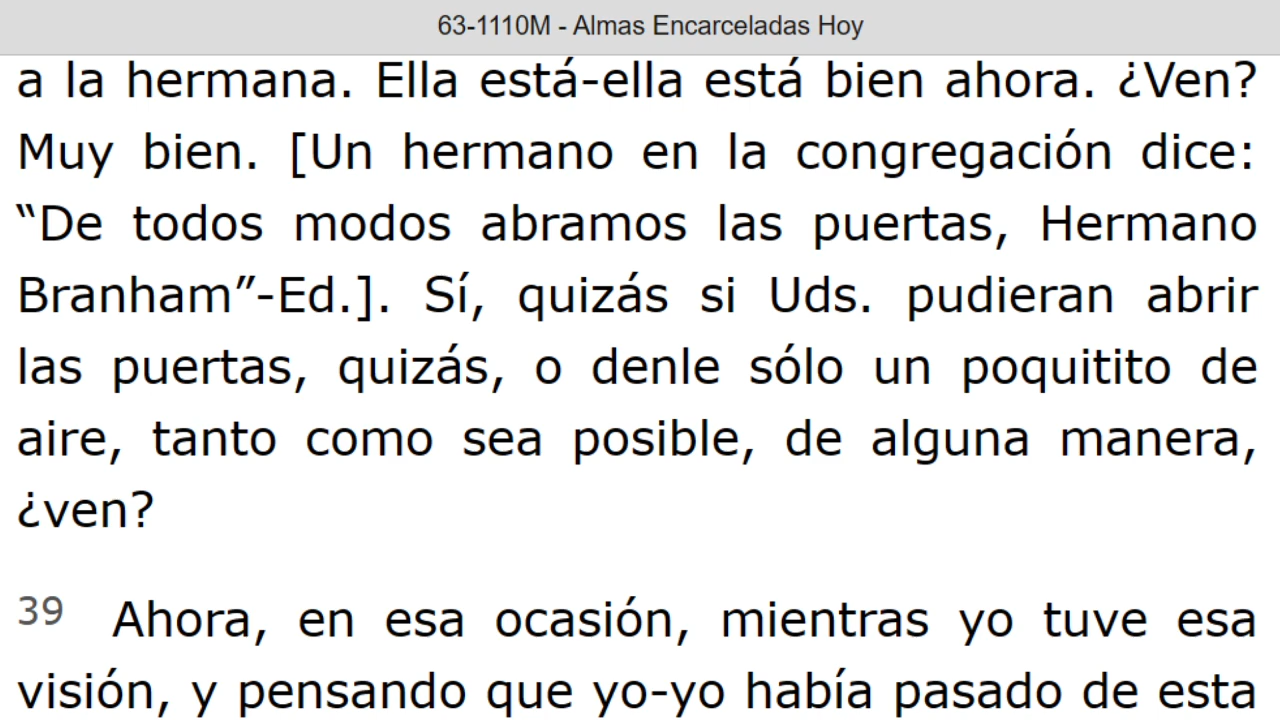 63-1110M - Almas Encarceladas Hoy
a la hermana. Ella está-ella está bien ahora. ¿Ven?
Muy bien. [Un hermano en la congregación dice:
“De todos modos abramos las puertas, Hermano
Branham”-Ed.]. Sí, quizás si Uds. pudieran abrir
las puertas, quizás, o denle sólo un poquitito de
aire, tanto como sea posible, de alguna manera,
¿ven?
39 Ahora, en esa ocasión, mientras yo tuve esa
visión, y pensando que yo-yo había pasado de esta